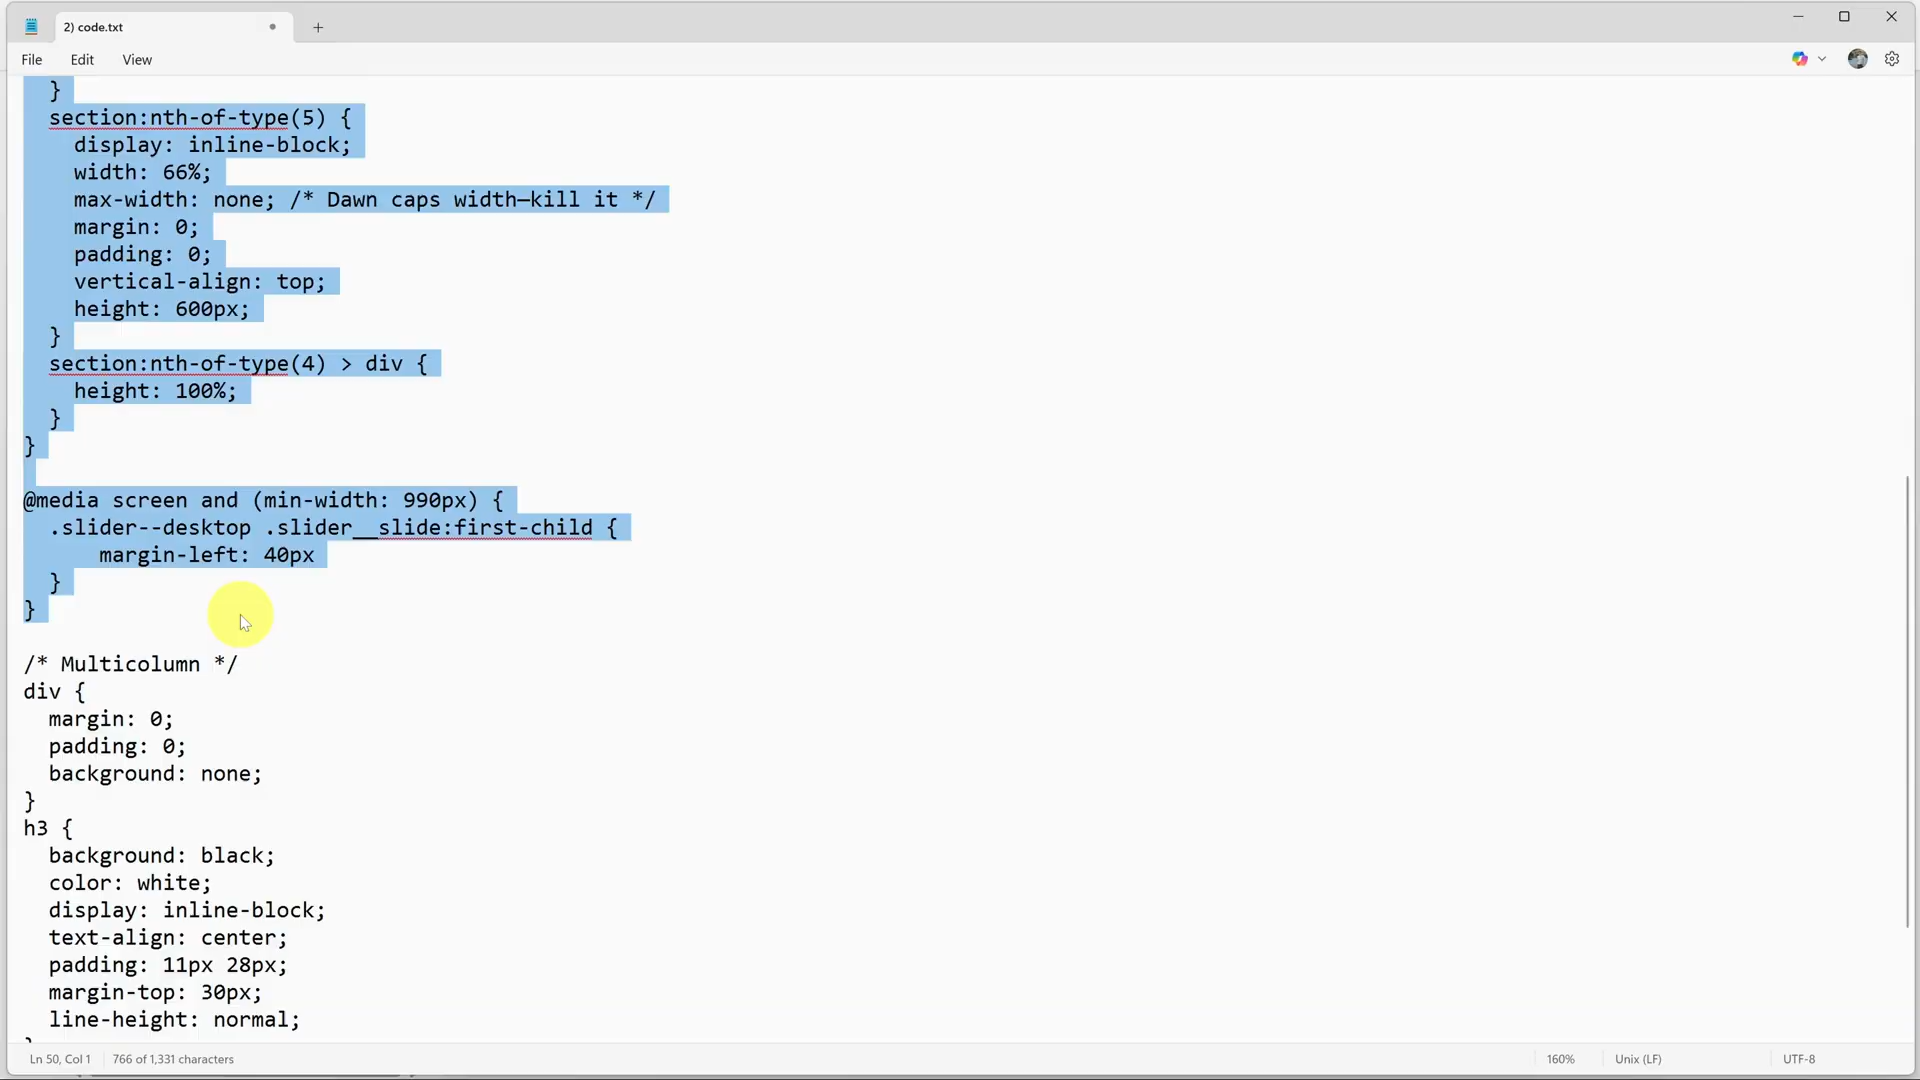 2) code.txt
File Edit View
  }
  section:nth-of-type(5) {
    display: inline-block;
    width: 66%;
    max-width: none; /* Dawn caps width—kill it */
    margin: 0;
    padding: 0;
    vertical-align: top;
    height: 600px;
  }
  section:nth-of-type(4) > div {
    height: 100%;
  }
}
@media screen and (min-width: 990px) {
  .slider--desktop .slider__slide:first-child {
      margin-left: 40px
  }
}
/* Multicolumn */
div {
  margin: 0;
  padding: 0;
  background: none;
}
h3 {
  background: black;
  color: white;
  display: inline-block;
  text-align: center;
  padding: 11px 28px;
  margin-top: 30px;
  line-height: normal;
Ln 50, Col 1 766 of 1,331 characters 160% Unix (LF) UTF-8